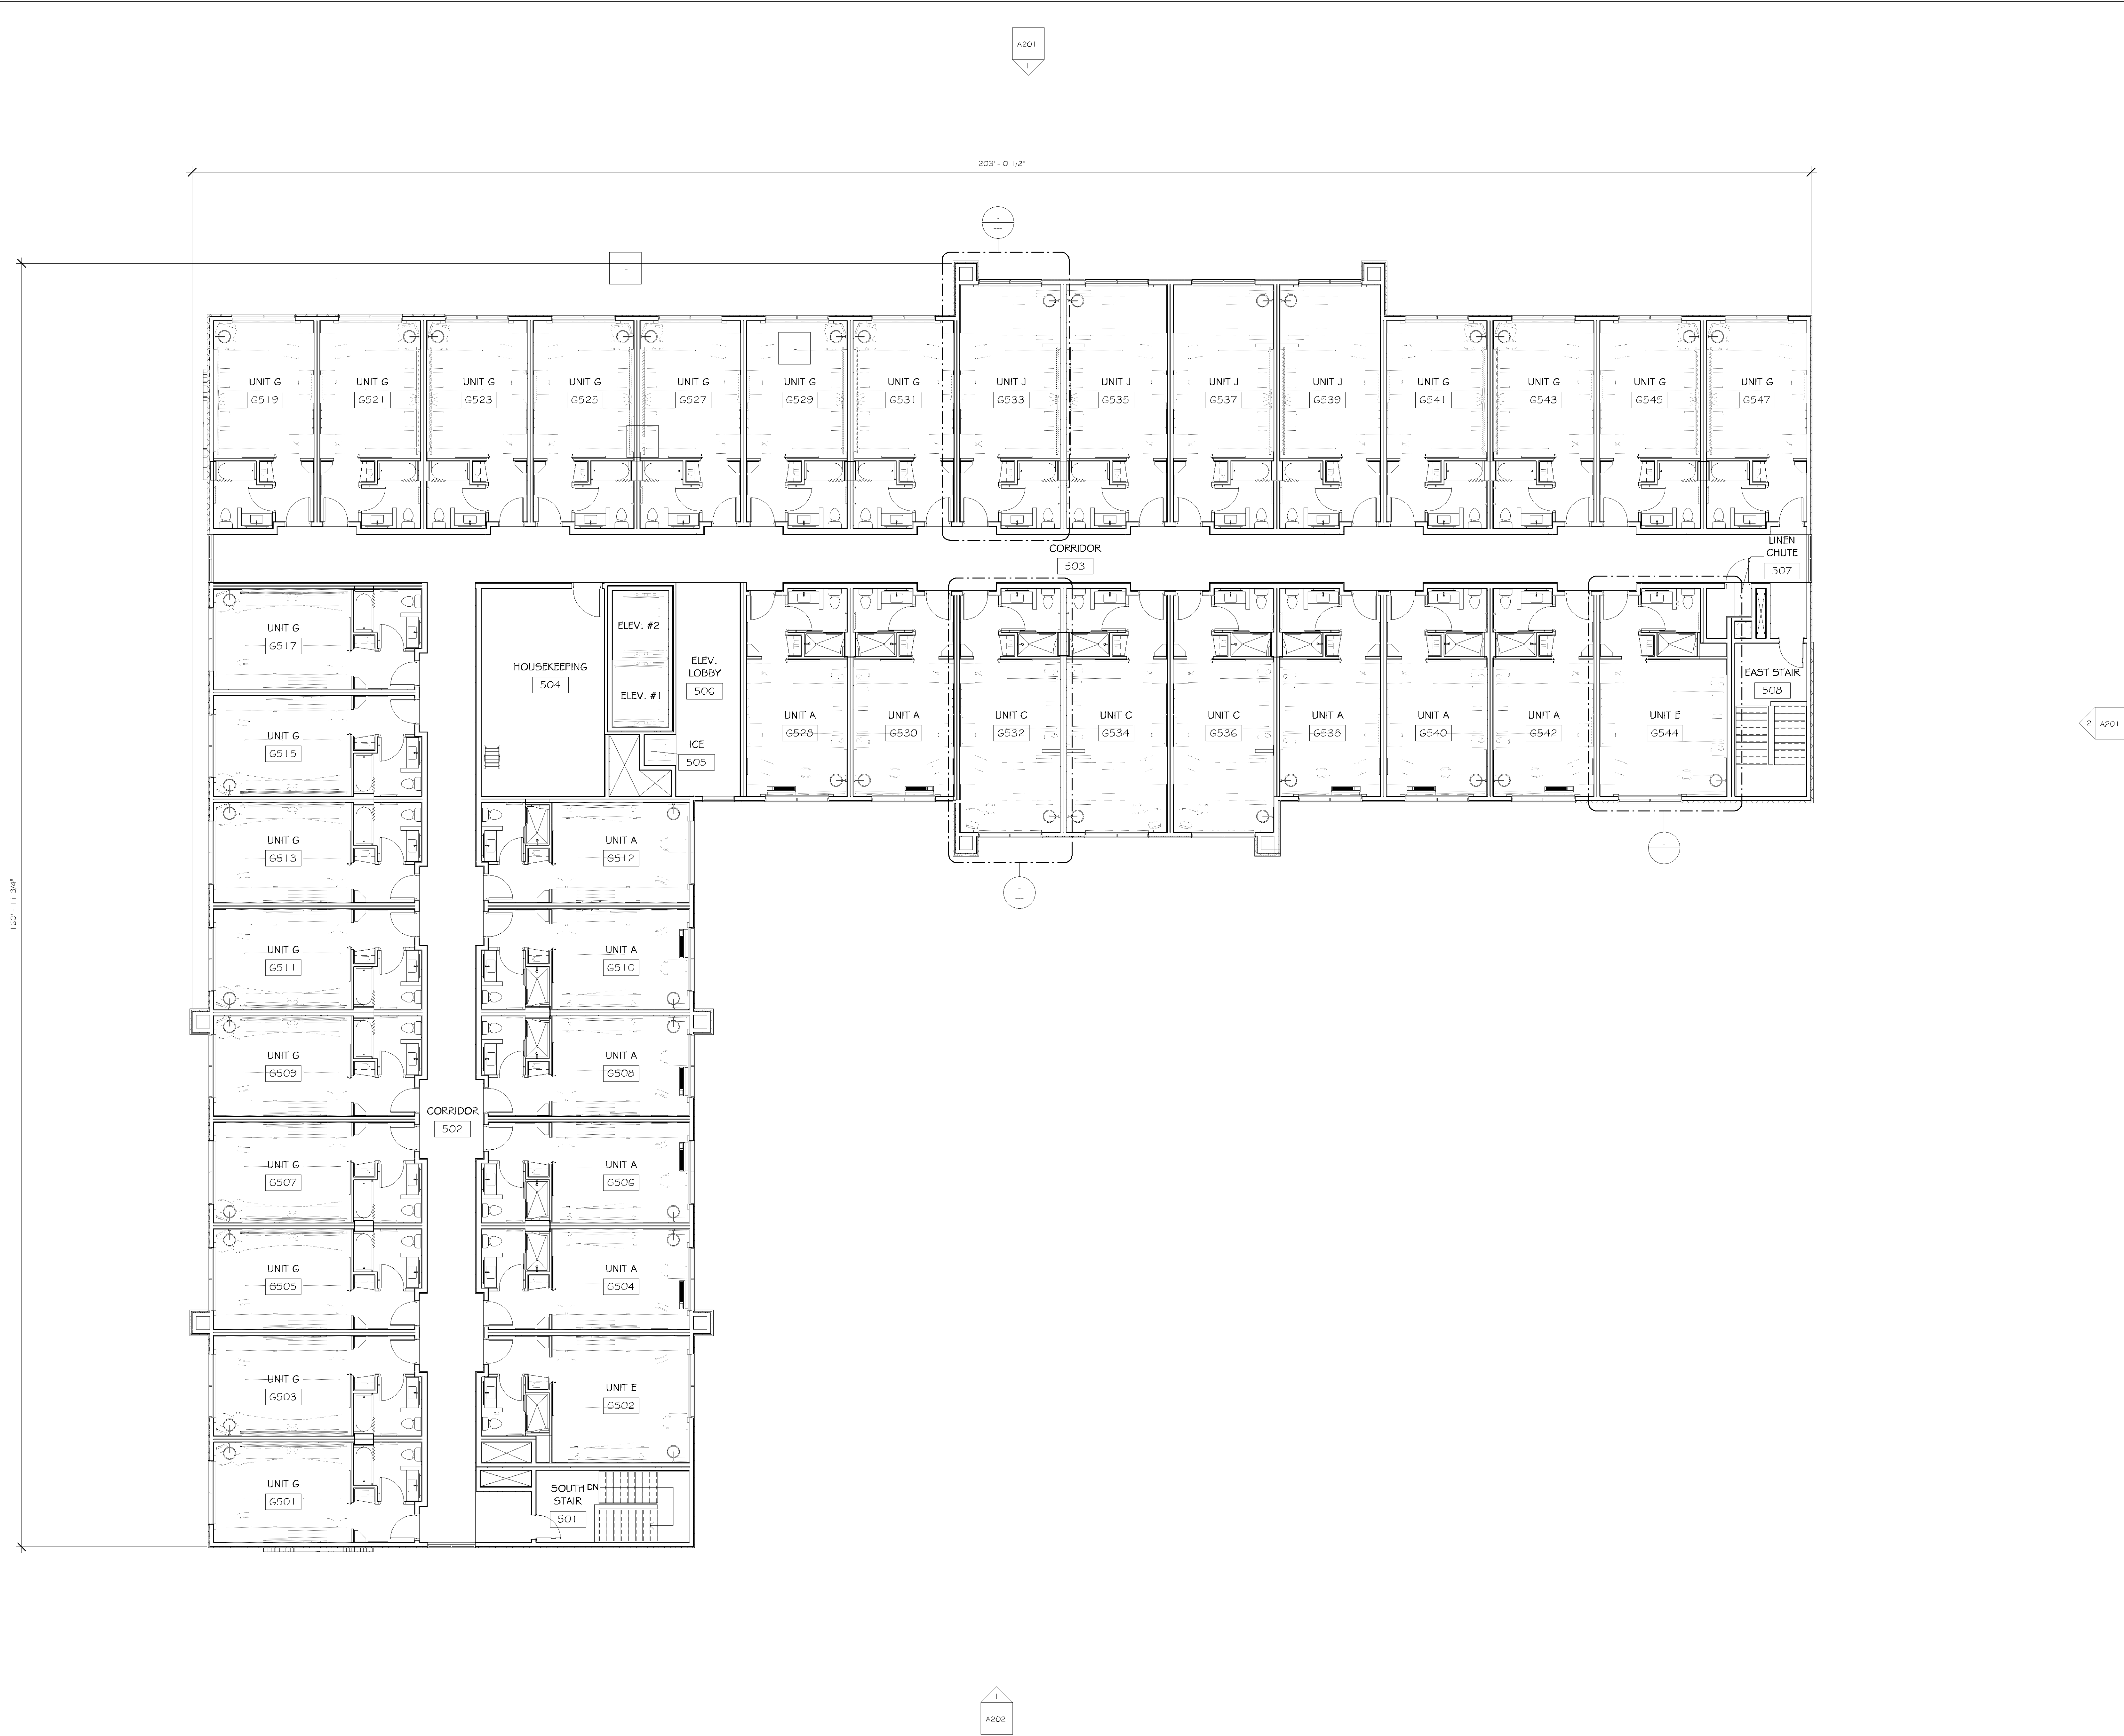 A201
1
203' - 0 1/2"
UNIT G
G519
UNIT G
G521
UNIT G
G523
UNIT G
G525
UNIT G
G527
UNIT G
G529
UNIT G
G531
UNIT J
G533
UNIT J
G535
UNIT J
G537
UNIT J
G539
UNIT G
G541
UNIT G
G543
UNIT G
G545
UNIT G
G547
CORRIDOR
503
LINEN
CHUTE
507
UNIT G
G517
HOUSEKEEPING
504
ELEV. #2
ELEV. #1
ELEV.
LOBBY
506
ICE
505
UNIT A
G528
UNIT A
G530
UNIT C
G532
UNIT C
G534
UNIT C
G536
UNIT A
G538
UNIT A
G540
UNIT A
G542
UNIT E
G544
EAST STAIR
508
2
A201
UNIT G
G515
UNIT G
G513
UNIT A
G512
160' - 11 3/4"
UNIT G
G511
UNIT A
G510
UNIT G
G509
UNIT A
G508
CORRIDOR
502
UNIT G
G507
UNIT A
G506
UNIT G
G505
UNIT A
G504
UNIT G
G503
UNIT E
G502
UNIT G
G501
SOUTH DN
STAIR
501
1
A202